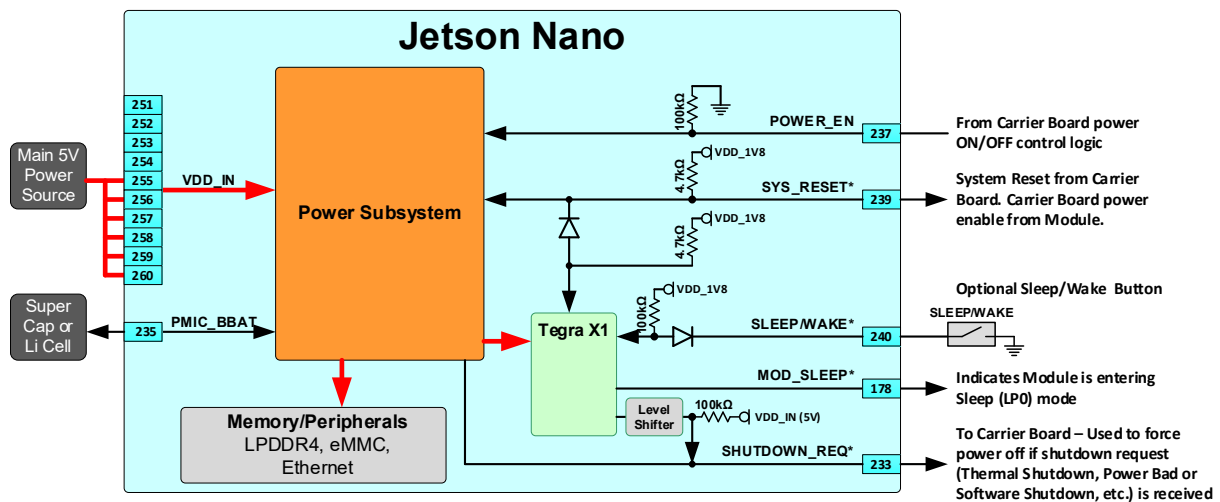 Jetson Nano
251
252
253
254
255
256
257
258
259
260
Main 5V
Power
Source
VDD_IN
Power Subsystem
100kΩ
POWER_EN
237
From Carrier Board power
ON/OFF control logic
VDD_1V8
4.7kΩ
SYS_RESET*
239
System Reset from Carrier
Board. Carrier Board power
enable from Module.
VDD_1V8
4.7kΩ
Super
Cap or
Li Cell
235
PMIC_BBAT
Tegra X1
VDD_1V8
100kΩ
SLEEP/WAKE*
240
Optional Sleep/Wake Button
SLEEP/WAKE
MOD_SLEEP*
178
Indicates Module is entering
Sleep (LP0) mode
Level
Shifter
100kΩ
VDD_IN (5V)
SHUTDOWN_REQ*
233
To Carrier Board – Used to force
power off if shutdown request
(Thermal Shutdown, Power Bad or
Software Shutdown, etc.) is received
Memory/Peripherals
LPDDR4, eMMC,
Ethernet